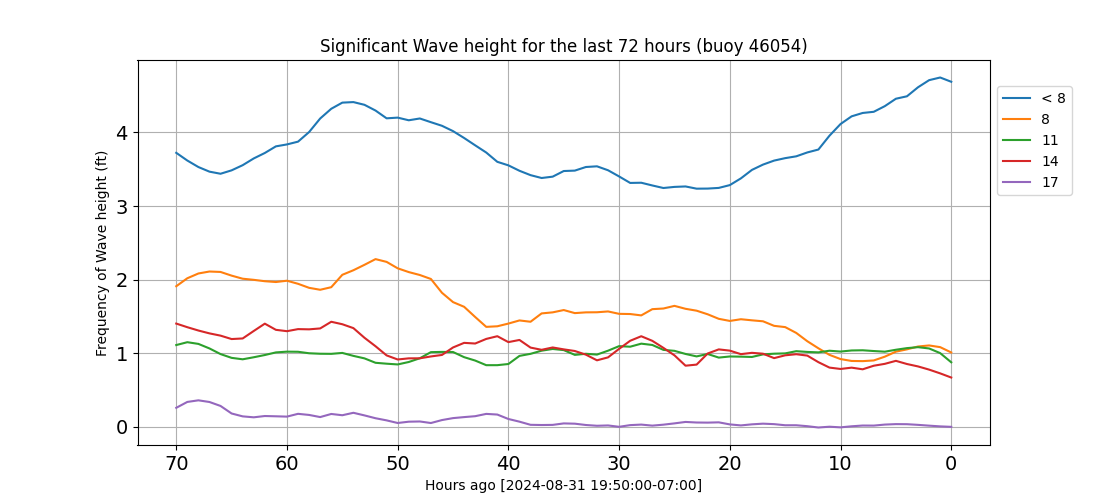 Significant Wave height for the last 72 hours (buoy 46054)
Frequency of Wave height (ft)
4
3
2
1
0
70 60 50 40 30 20 10 0
Hours ago [2024-08-31 19:50:00-07:00]
< 8
8
11
14
17